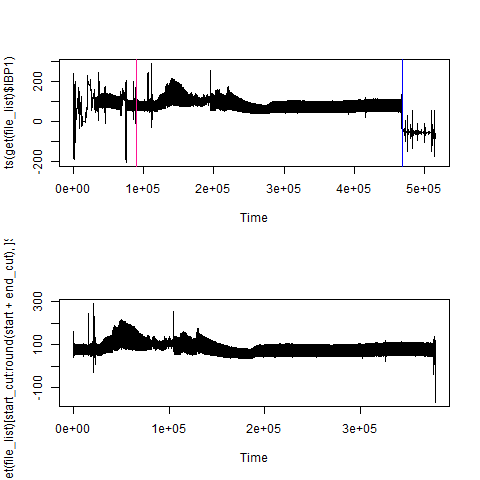 ts(get(file_list)$IBP1)
200
0
-200
0e+00
1e+05
2e+05
3e+05
4e+05
5e+05
Time
et(file_list)[start_cut:round(start + end_cut), ]$
300
100
-100
0e+00
1e+05
2e+05
3e+05
Time